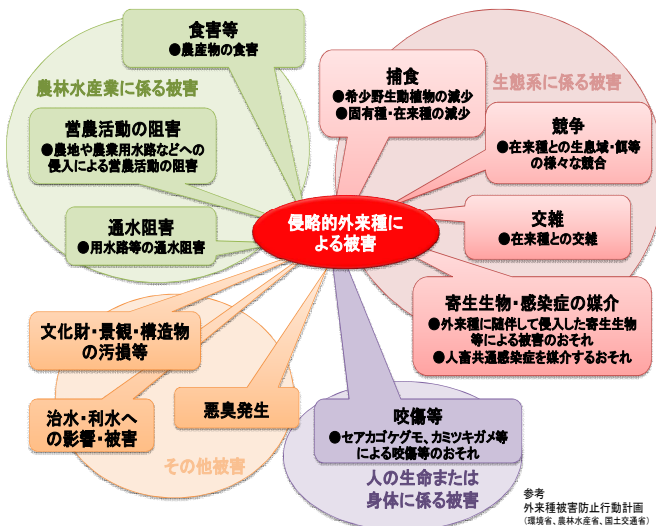 食害等
●農産物の食害
農林水産業に係る被害
営農活動の阻害
●農地や農業用水路などへの
侵入による営農活動の阻害
通水阻害
●用水路等の通水阻害
捕食
●希少野生動植物の減少
●固有種・在来種の減少
生態系に係る被害
競争
●在来種との生息域・餌等
の様々な競合
交雑
●在来種との交雑
寄生生物・感染症の媒介
●外来種に随伴して侵入した寄生生物
等による被害のおそれ
●人畜共通感染症を媒介するおそれ
侵略的外来種に
よる被害
文化財・景観・構造物
の汚損等
治水・利水へ
の影響・被害
悪臭発生
その他被害
咬傷等
●セアカゴケグモ、カミツキガメ等
による咬傷等のおそれ
人の生命または
身体に係る被害
参考
外来種被害防止行動計画
（環境省、農林水産省、国土交通省）